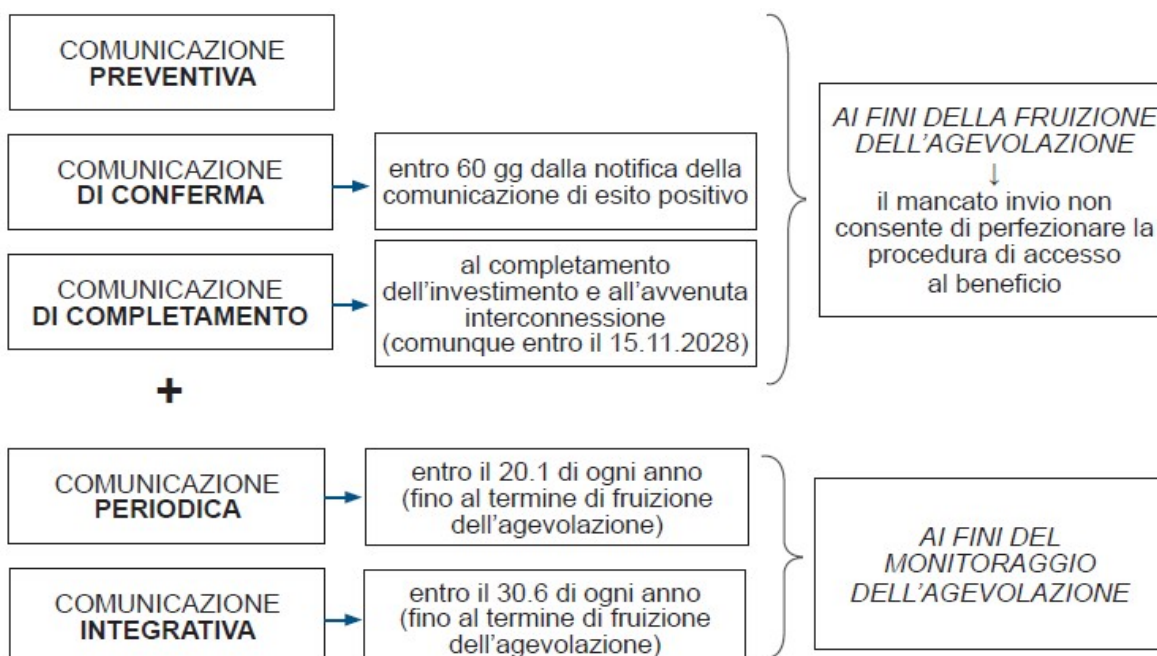 COMUNICAZIONE
PREVENTIVA
COMUNICAZIONE
DI CONFERMA
entro 60 gg dalla notifica della
comunicazione di esito positivo
COMUNICAZIONE
DI COMPLETAMENTO
al completamento
dell'investimento e all'avvenuta
interconnessione
(comunque entro il 15.11.2028)
AI FINI DELLA FRUIZIONE
DELL'AGEVOLAZIONE
↓
il mancato invio non
consente di perfezionare la
procedura di accesso
al beneficio
+
COMUNICAZIONE
PERIODICA
entro il 20.1 di ogni anno
(fino al termine di fruizione
dell'agevolazione)
COMUNICAZIONE
INTEGRATIVA
entro il 30.6 di ogni anno
(fino al termine di fruizione
dell'agevolazione)
AI FINI DEL
MONITORAGGIO
DELL'AGEVOLAZIONE